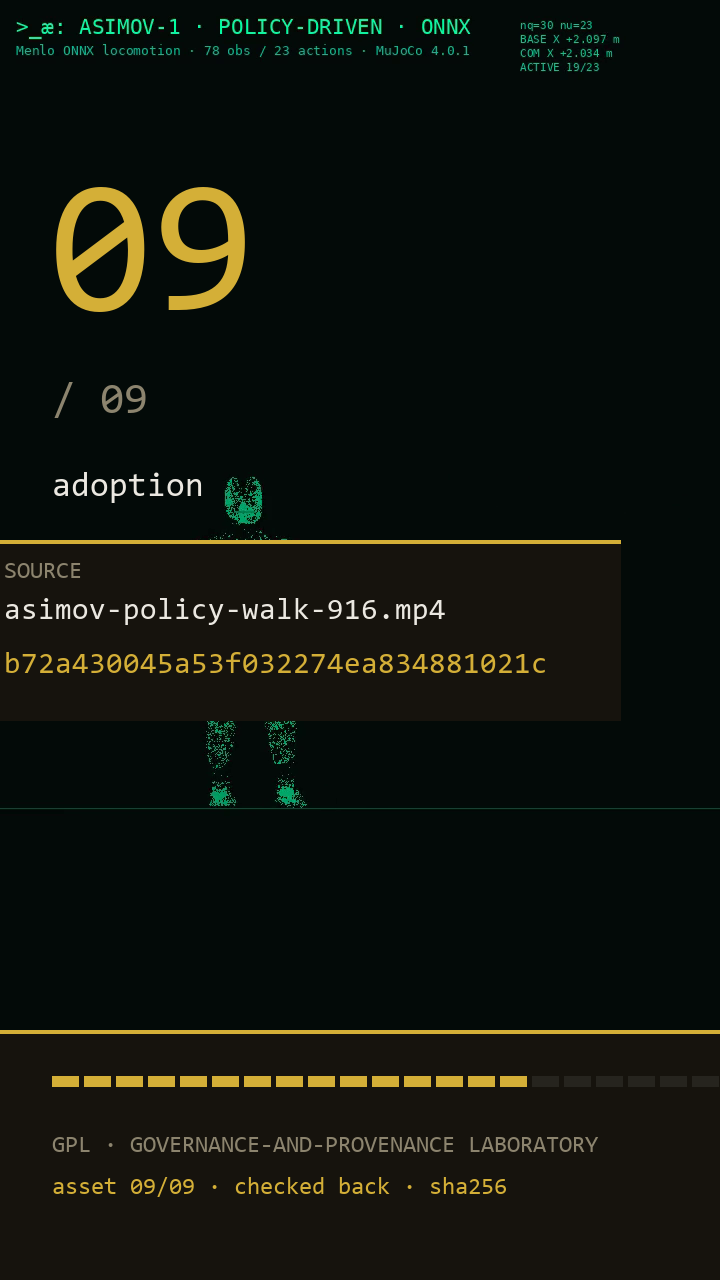 >_æ: ASIMOV-1 · POLICY-DRIVEN · ONNX
Menlo ONNX locomotion · 78 obs / 23 actions · MuJoCo 4.0.1
nq=30 nu=23
BASE X +2.097 m
COM X +2.034 m
ACTIVE 19/23
09
/ 09
adoption
SOURCE
asimov-policy-walk-916.mp4
b72a430045a53f032274ea834881021c
GPL · GOVERNANCE-AND-PROVENANCE LABORATORY
asset 09/09 · checked back · sha256